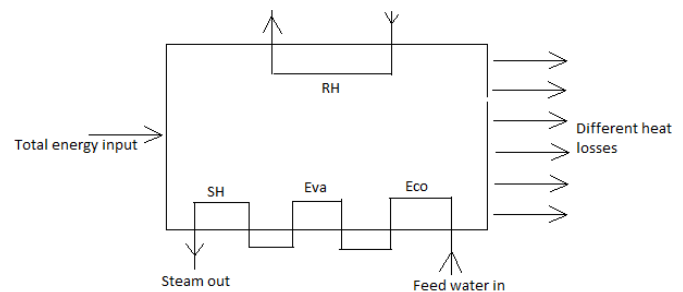 RH
Total energy input
Different heat
losses
SH
Eva
Eco
Steam out
Feed water in